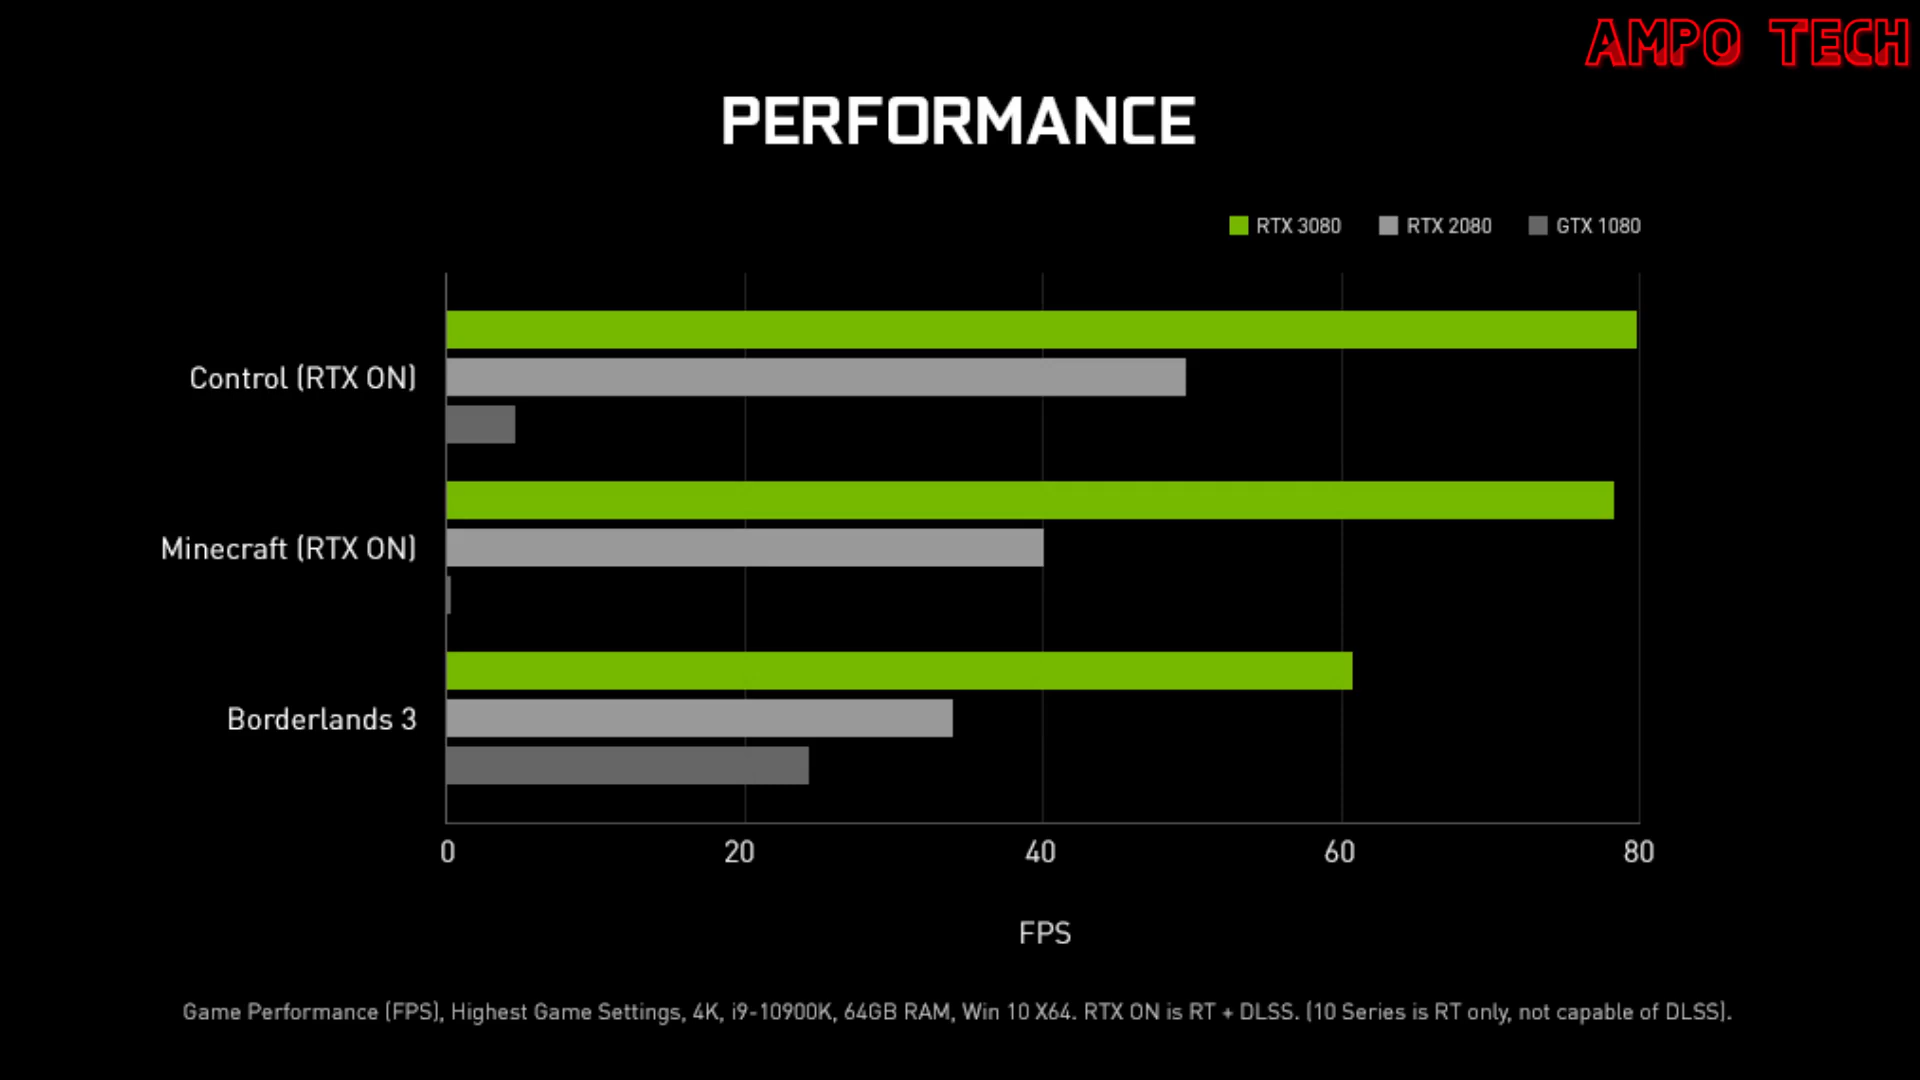 AMPO TECH
PERFORMANCE
RTX 3080 RTX 2080 GTX 1080
Control (RTX ON)
Minecraft (RTX ON)
Borderlands 3
0 20 40 60 80
FPS
Game Performance (FPS), Highest Game Settings, 4K, i9-10900K, 64GB RAM, Win 10 X64. RTX ON is RT + DLSS. (10 Series is RT only, not capable of DLSS).